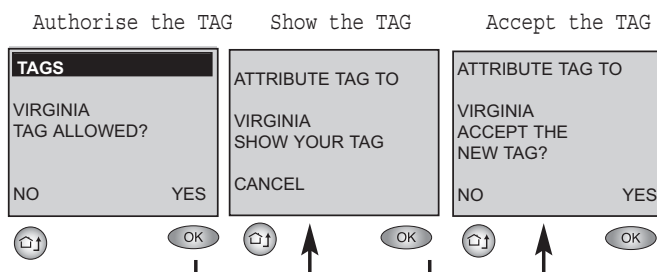 Authorise the TAG
Show the TAG
Accept the TAG
TAGS
VIRGINIA
TAG ALLOWED?
NO YES
OK
ATTRIBUTE TAG TO
VIRGINIA
SHOW YOUR TAG
CANCEL
OK
ATTRIBUTE TAG TO
VIRGINIA
ACCEPT THE
NEW TAG?
NO YES
OK